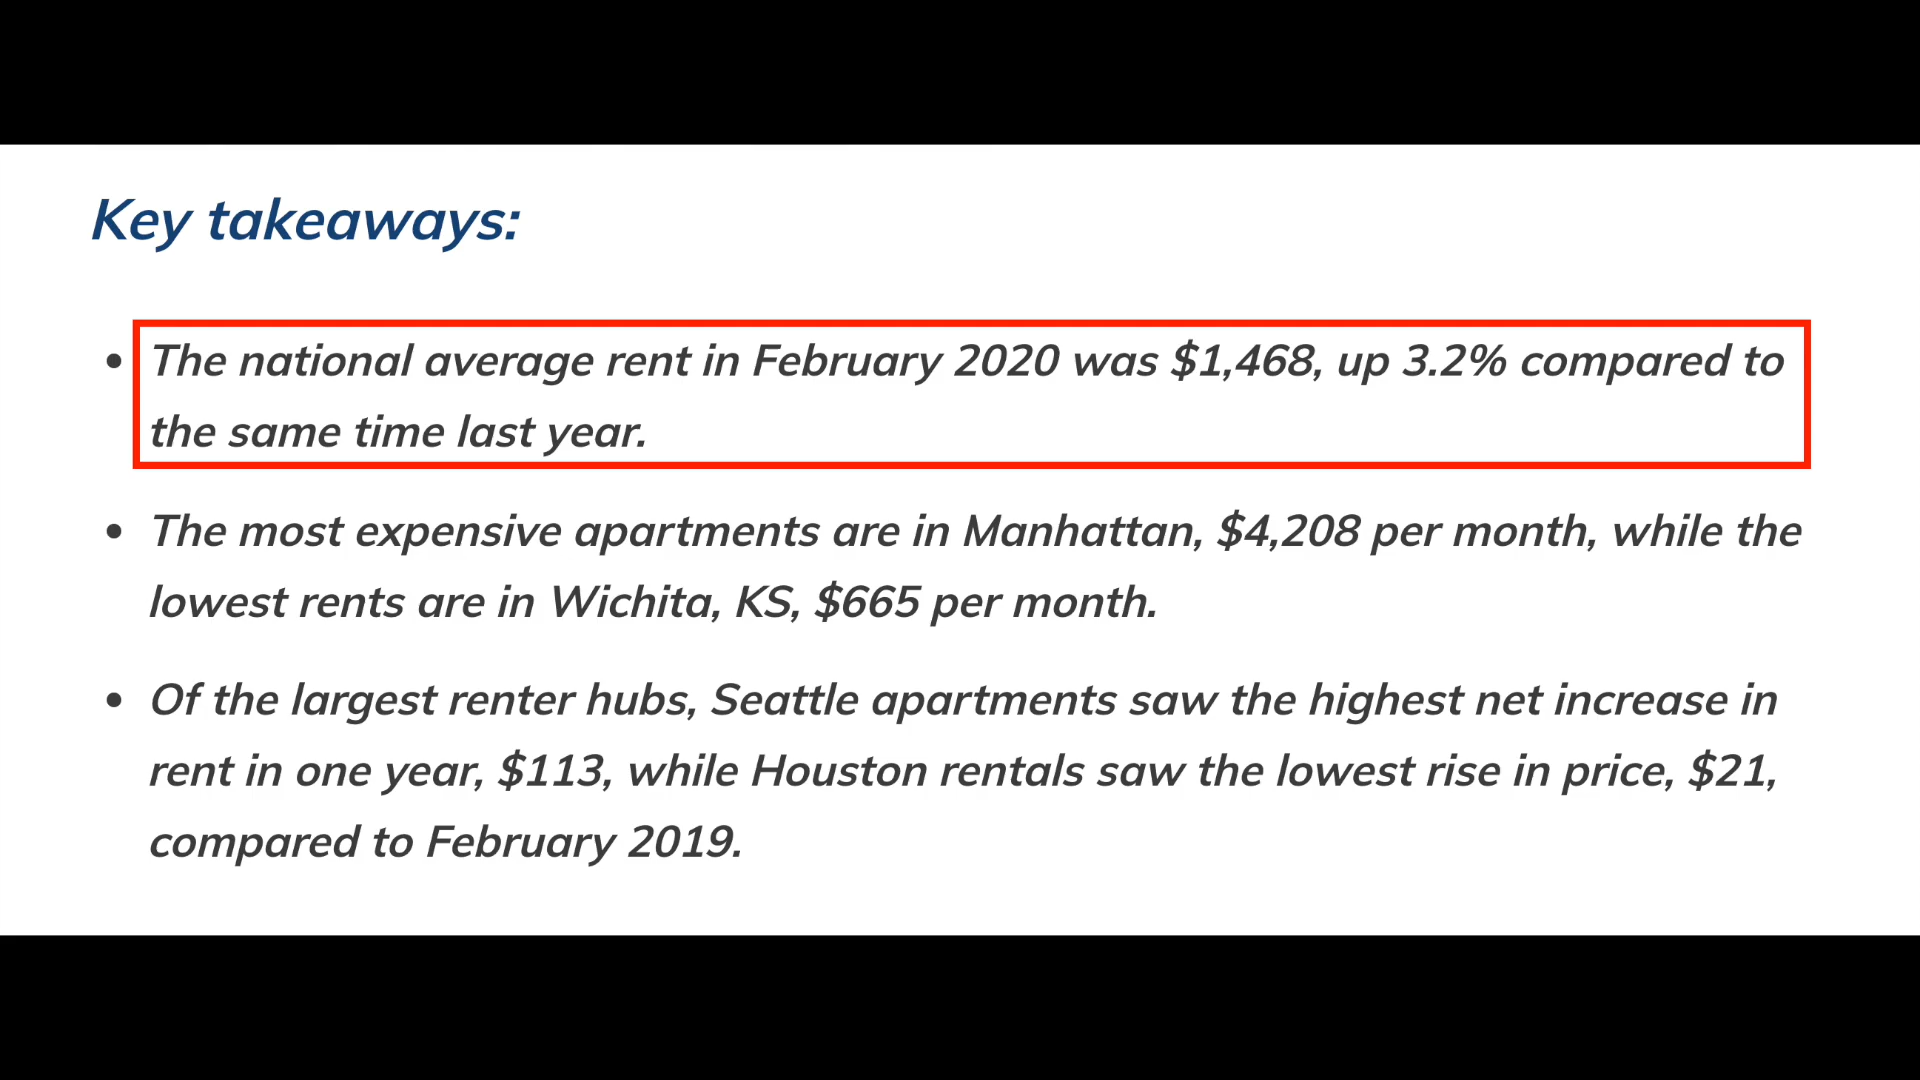 Key takeaways:
• The national average rent in February 2020 was $1,468, up 3.2% compared to
the same time last year.
• The most expensive apartments are in Manhattan, $4,208 per month, while the
lowest rents are in Wichita, KS, $665 per month.
• Of the largest renter hubs, Seattle apartments saw the highest net increase in
rent in one year, $113, while Houston rentals saw the lowest rise in price, $21,
compared to February 2019.